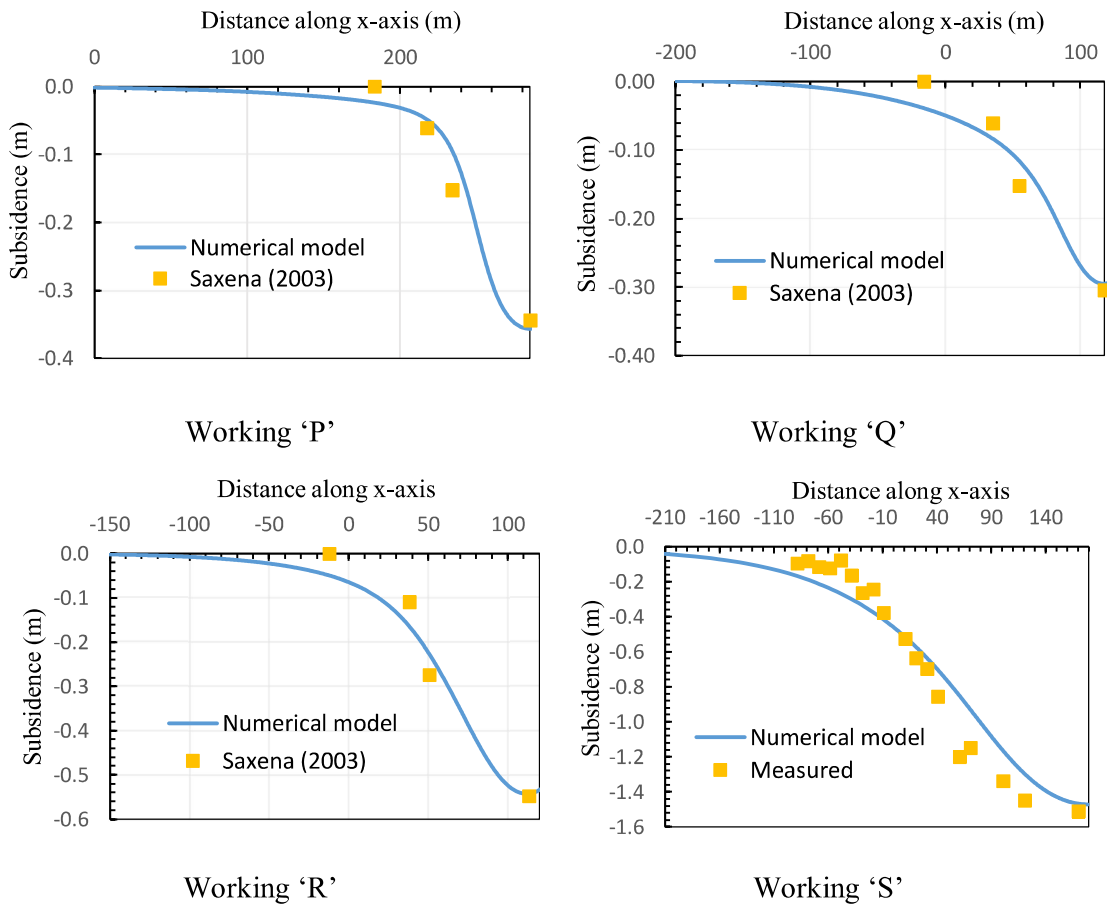 Distance along x-axis (m)
0 100 200
0.0
-0.1
-0.2
-0.3
-0.4
Subsidence (m)
Numerical model
Saxena (2003)
Working ‘P’
Distance along x-axis (m)
-200 -100 0 100
0.00
-0.10
-0.20
-0.30
-0.40
Subsidence (m)
Numerical model
Saxena (2003)
Working ‘Q’
Distance along x-axis
-150 -100 -50 0 50 100
0.0
-0.1
-0.2
-0.3
-0.4
-0.5
-0.6
Subsidence (m)
Numerical model
Saxena (2003)
Working ‘R’
Distance along x-axis
-210 -160 -110 -60 -10 40 90 140
0.0
-0.2
-0.4
-0.6
-0.8
-1.0
-1.2
-1.4
-1.6
Subsidence (m)
Numerical model
Measured
Working ‘S’